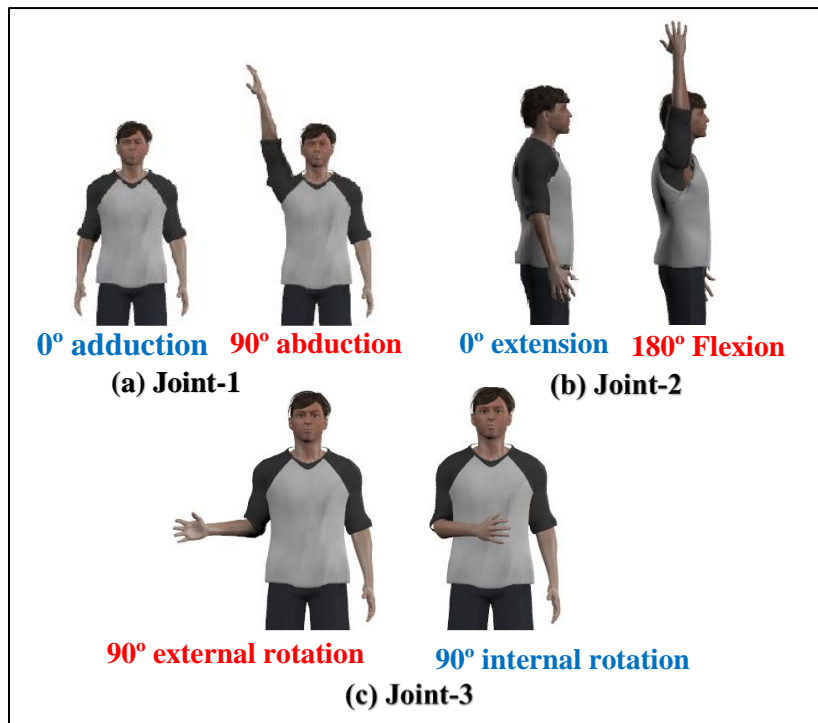 0º adduction 90º abduction
(a) Joint-1
0º extension 180º Flexion
(b) Joint-2
90º external rotation 90º internal rotation
(c) Joint-3